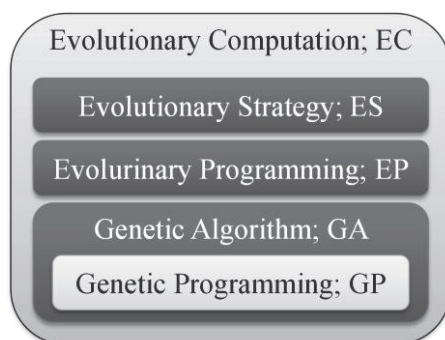 Evolutionary Computation; EC
Evolutionary Strategy; ES
Evolurinary Programming; EP
Genetic Algorithm; GA
Genetic Programming; GP